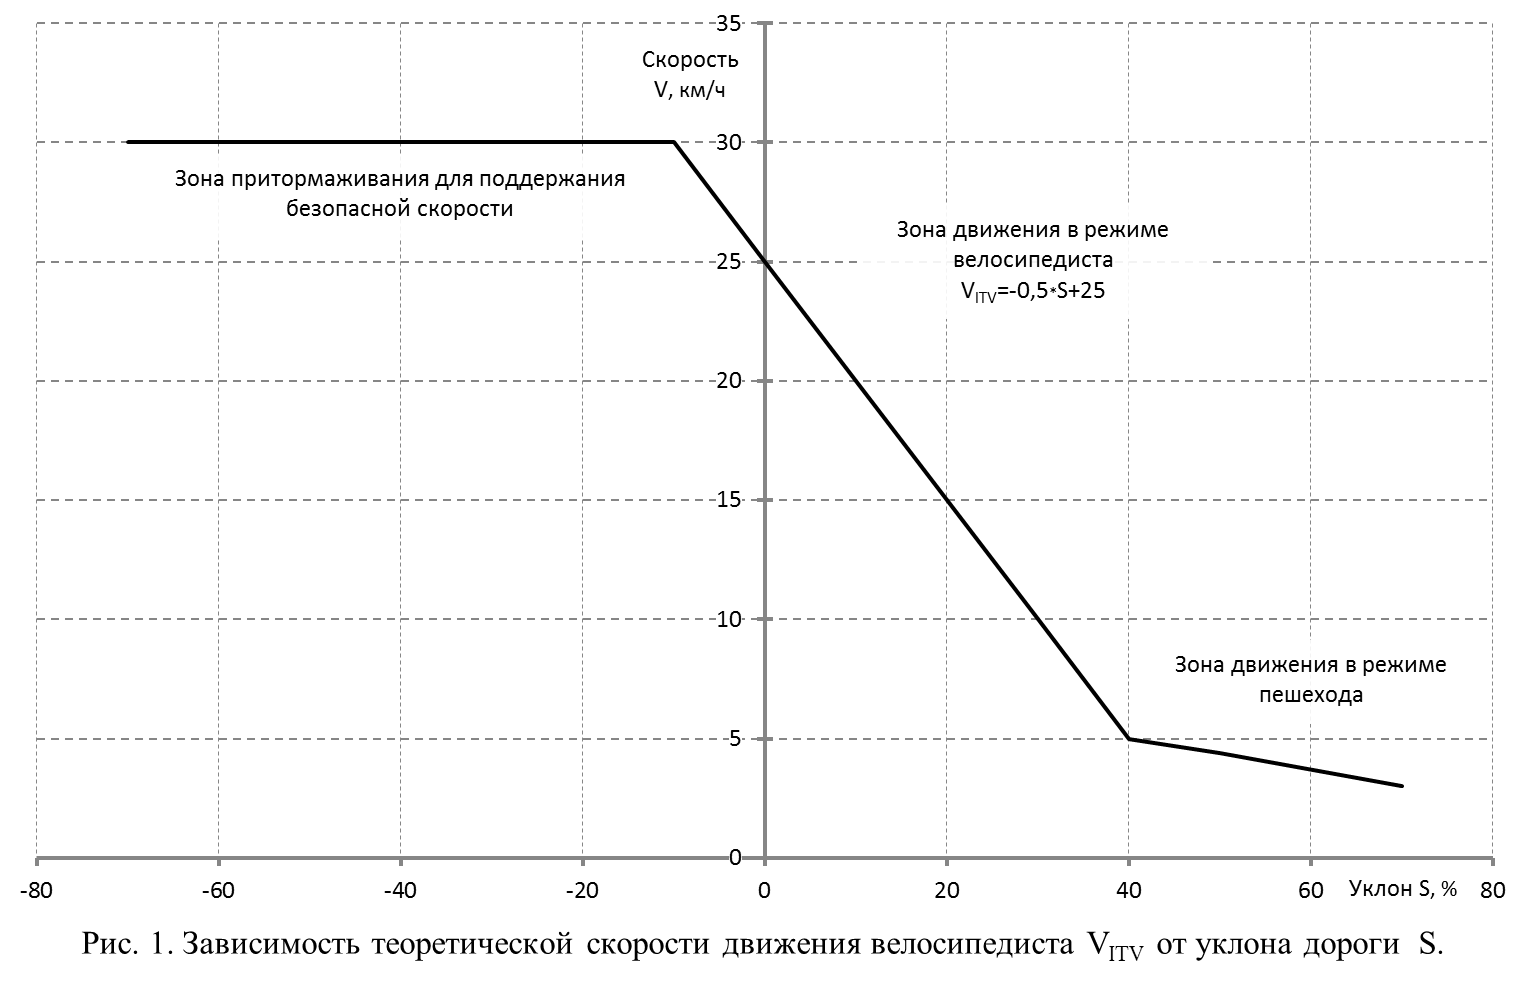 35
Скорость
V, км/ч
30
Зона притормаживания для поддержания
безопасной скорости
Зона движения в режиме
велосипедиста
V_ITV=-0,5*S+25
25
20
15
10
Зона движения в режиме
пешехода
5
0
-80 -60 -40 -20 0 20 40 60 Уклон S, % 80
Рис. 1. Зависимость теоретической скорости движения велосипедиста V_ITV от уклона дороги S.